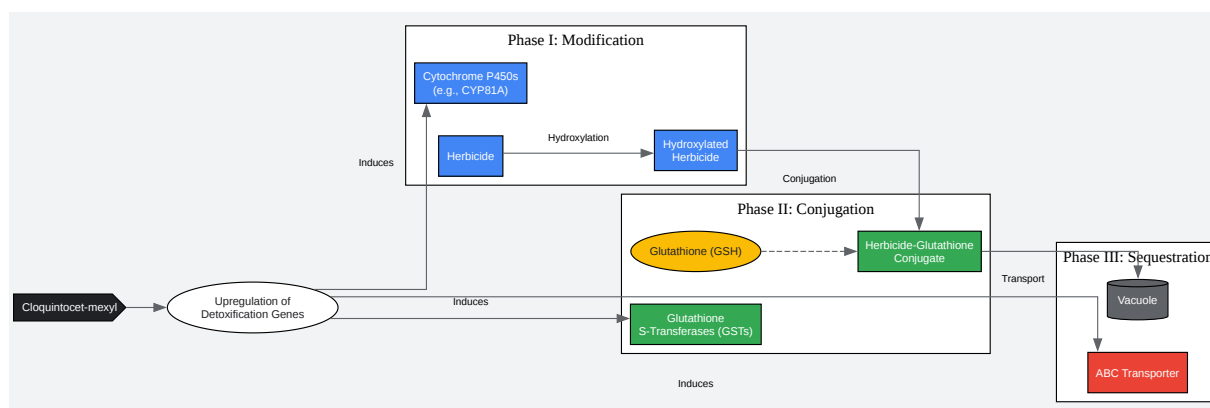 Phase I: Modification
Cytochrome P450s
(e.g., CYP81A)
Herbicide
Hydroxylation
Hydroxylated
Herbicide
Induces
Conjugation
Phase II: Conjugation
Glutathione (GSH)
Herbicide-Glutathione
Conjugate
Transport
Phase III: Sequestration
Vacuole
Cloquintocet-mexyl
Upregulation of
Detoxification Genes
Induces
Glutathione
S-Transferases (GSTs)
ABC Transporter
Induces